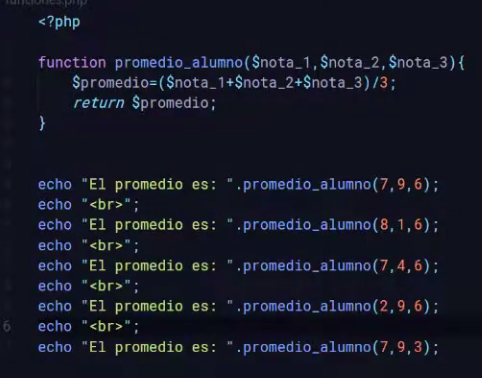 funciones.php
<?php
function promedio_alumno($nota_1,$nota_2,$nota_3){
$promedio=($nota_1+$nota_2+$nota_3)/3;
return $promedio;
}
echo "El promedio es: ".promedio_alumno(7,9,6);
echo "<br>";
echo "El promedio es: ".promedio_alumno(8,1,6);
echo "<br>";
echo "El promedio es: ".promedio_alumno(7,4,6);
echo "<br>";
echo "El promedio es: ".promedio_alumno(2,9,6);
6 echo "<br>";
echo "El promedio es: ".promedio_alumno(7,9,3);